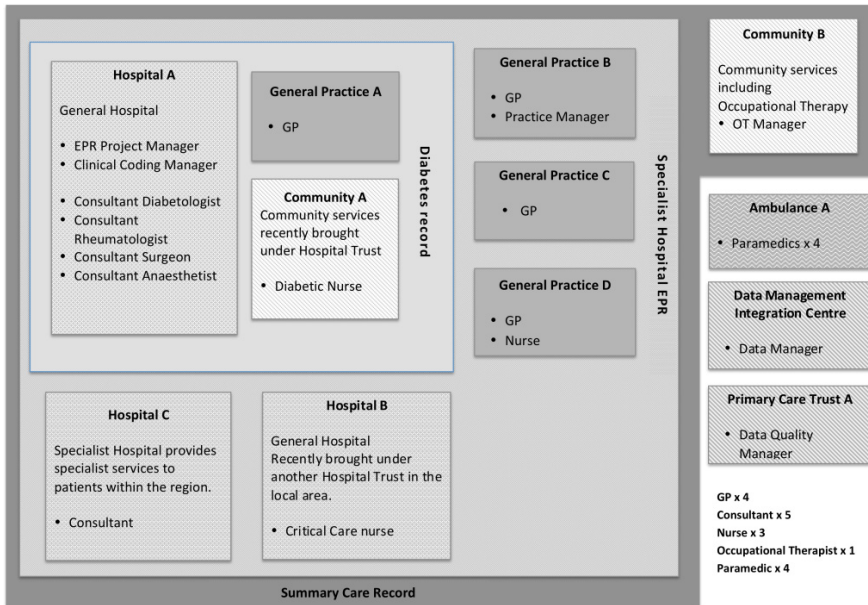 Hospital A
General Hospital
• EPR Project Manager
• Clinical Coding Manager
• Consultant Diabetologist
• Consultant
Rheumatologist
• Consultant Surgeon
• Consultant Anaesthetist
General Practice A
• GP
Community A
Community services
recently brought
under Hospital Trust
• Diabetic Nurse
Diabetes record
General Practice B
• GP
• Practice Manager
General Practice C
• GP
General Practice D
• GP
• Nurse
Specialist Hospital EPR
Hospital C
Specialist Hospital provides
specialist services to
patients within the region.
• Consultant
Hospital B
General Hospital
Recently brought under
another Hospital Trust in the
local area.
• Critical Care nurse
Summary Care Record
Community B
Community services
including
Occupational Therapy
• OT Manager
Ambulance A
• Paramedics x 4
Data Management
Integration Centre
• Data Manager
Primary Care Trust A
• Data Quality
Manager
GP x 4
Consultant x 5
Nurse x 3
Occupational Therapist x 1
Paramedic x 4